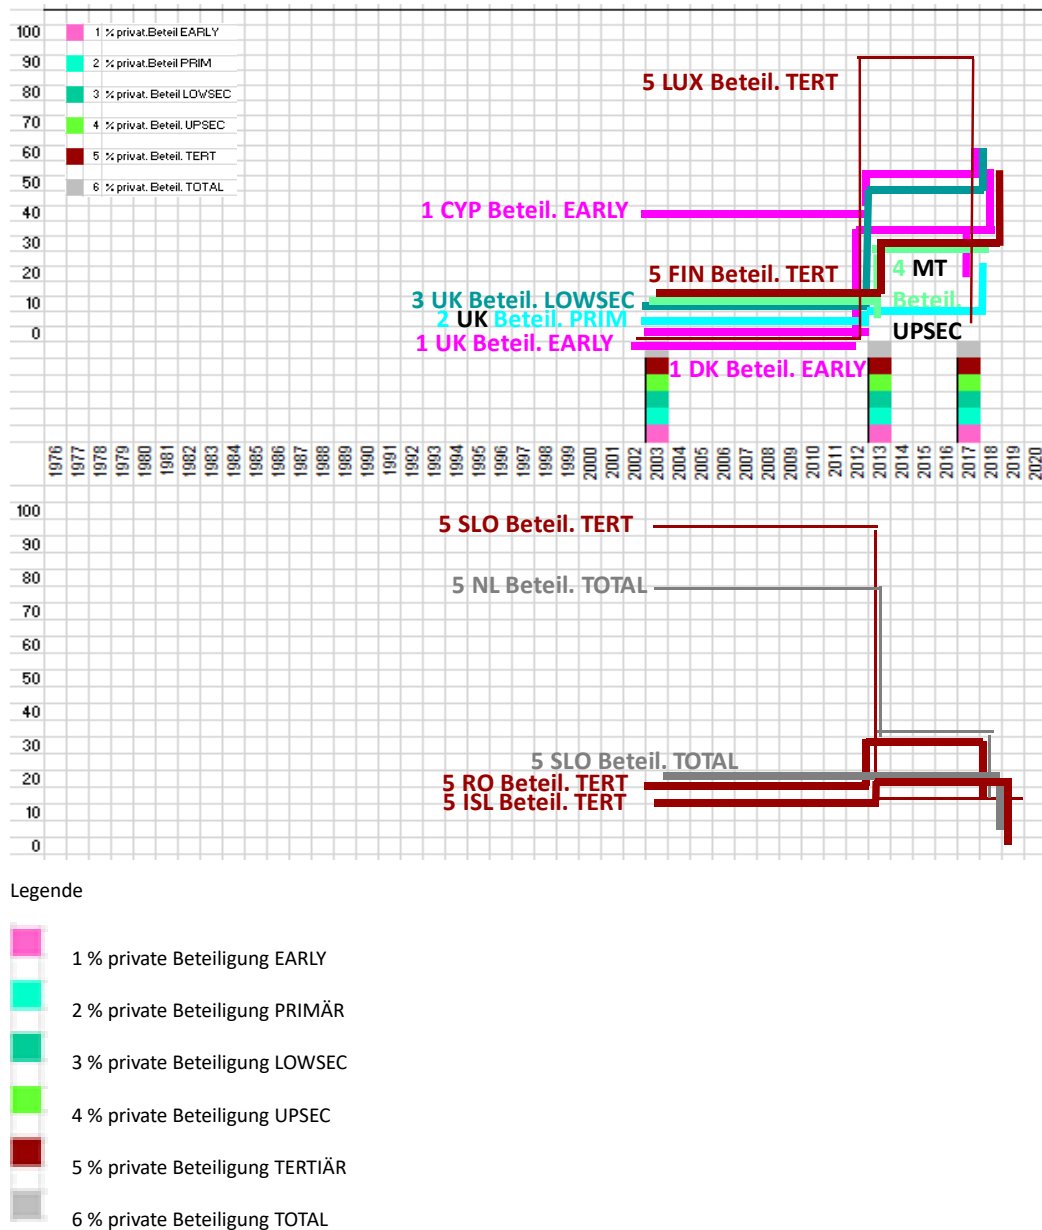 100
1 % privat.Beteil EARLY
90
2 % privat.Beteil PRIM
80
3 % privat. Beteil LOWSEC
70
4 % privat. Beteil. UPSEC
60
5 % privat. Beteil. TERT
50
6 % privat. Beteil. TOTAL
40
30
20
10
0
5 LUX Beteil. TERT
1 CYP Beteil. EARLY
5 FIN Beteil. TERT
4 MT
Beteil.
UPSEC
3 UK Beteil. LOWSEC
2 UK Beteil. PRIM
1 UK Beteil. EARLY
1 DK Beteil. EARLY
1976 1977 1978 1979 1980 1981 1982 1983 1984 1985 1986 1987 1988 1989 1990 1991 1992 1993 1994 1995 1996 1997 1998 1999 2000 2001 2002 2003 2004 2005 2006 2007 2008 2009 2010 2011 2012 2013 2014 2015 2016 2017 2018 2019 2020
100
90
80
70
60
50
40
30
20
10
0
5 SLO Beteil. TERT
5 NL Beteil. TOTAL
5 SLO Beteil. TOTAL
5 RO Beteil. TERT
5 ISL Beteil. TERT
Legende
1 % private Beteiligung EARLY
2 % private Beteiligung PRIMÄR
3 % private Beteiligung LOWSEC
4 % private Beteiligung UPSEC
5 % private Beteiligung TERTIÄR
6 % private Beteiligung TOTAL